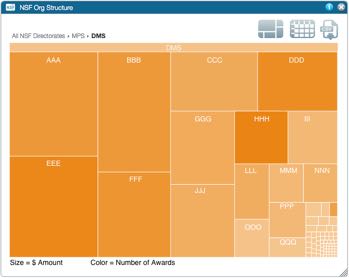 NSF NSF Org Structure
All NSF Directorates › MPS › DMS
DMS
AAA BBB CCC DDD
GGG HHH III
EEE FFF JJJ LLL MMM NNN
PPP
OOO
QQQ
Size = $ Amount Color = Number of Awards